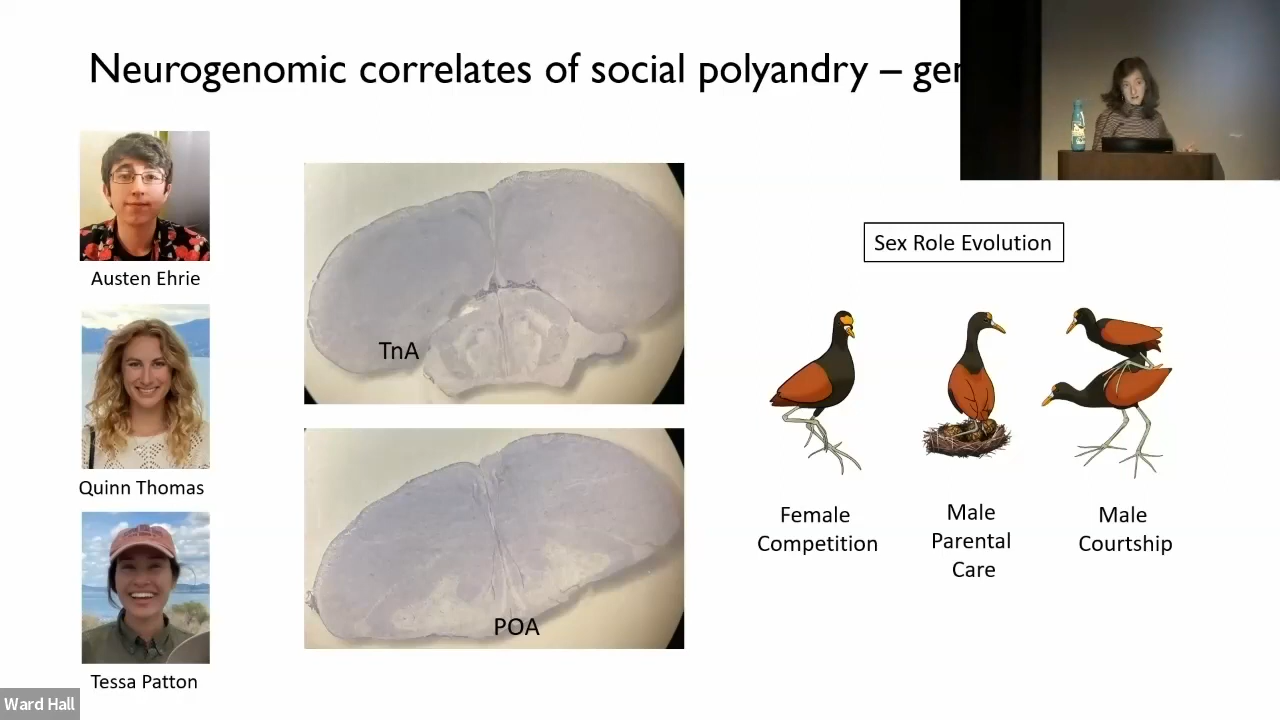 Neurogenomic correlates of social polyandry –
Austen Ehrie
Quinn Thomas
Tessa Patton
TnA
POA
Sex Role Evolution
Female
Competition
Male
Parental
Care
Male
Courtship
Ward Hall